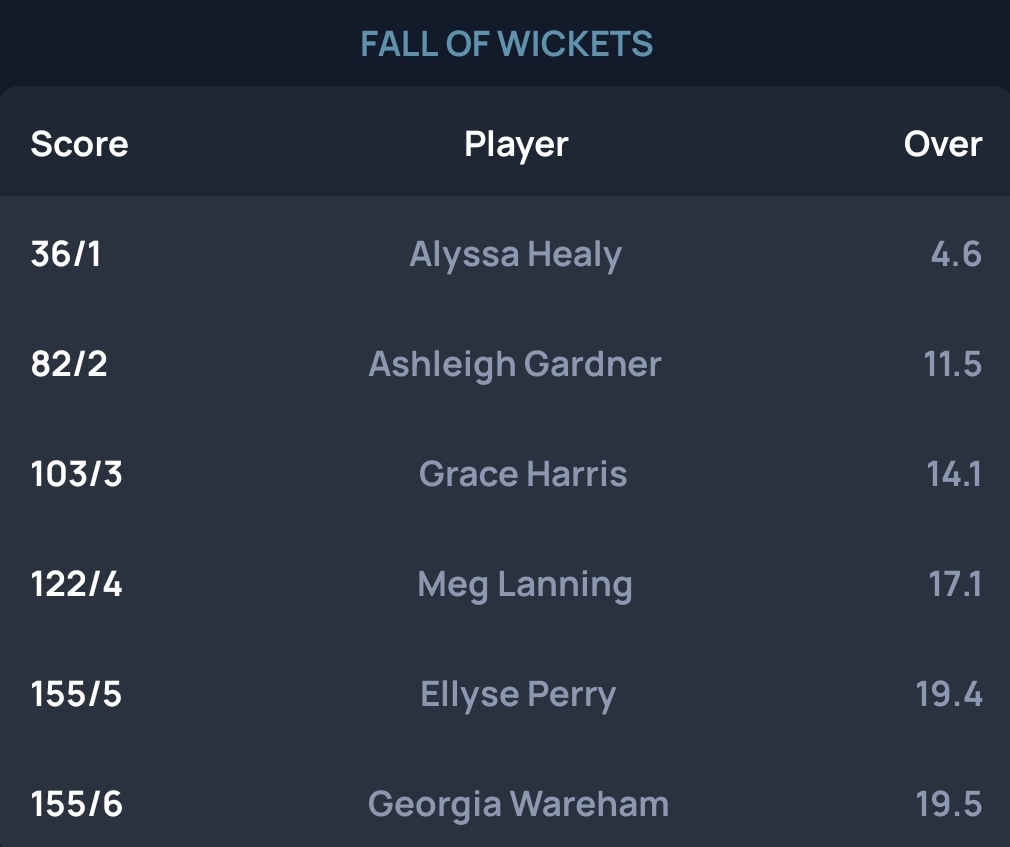 FALL OF WICKETS
Score Player Over
36/1 Alyssa Healy 4.6
82/2 Ashleigh Gardner 11.5
103/3 Grace Harris 14.1
122/4 Meg Lanning 17.1
155/5 Ellyse Perry 19.4
155/6 Georgia Wareham 19.5